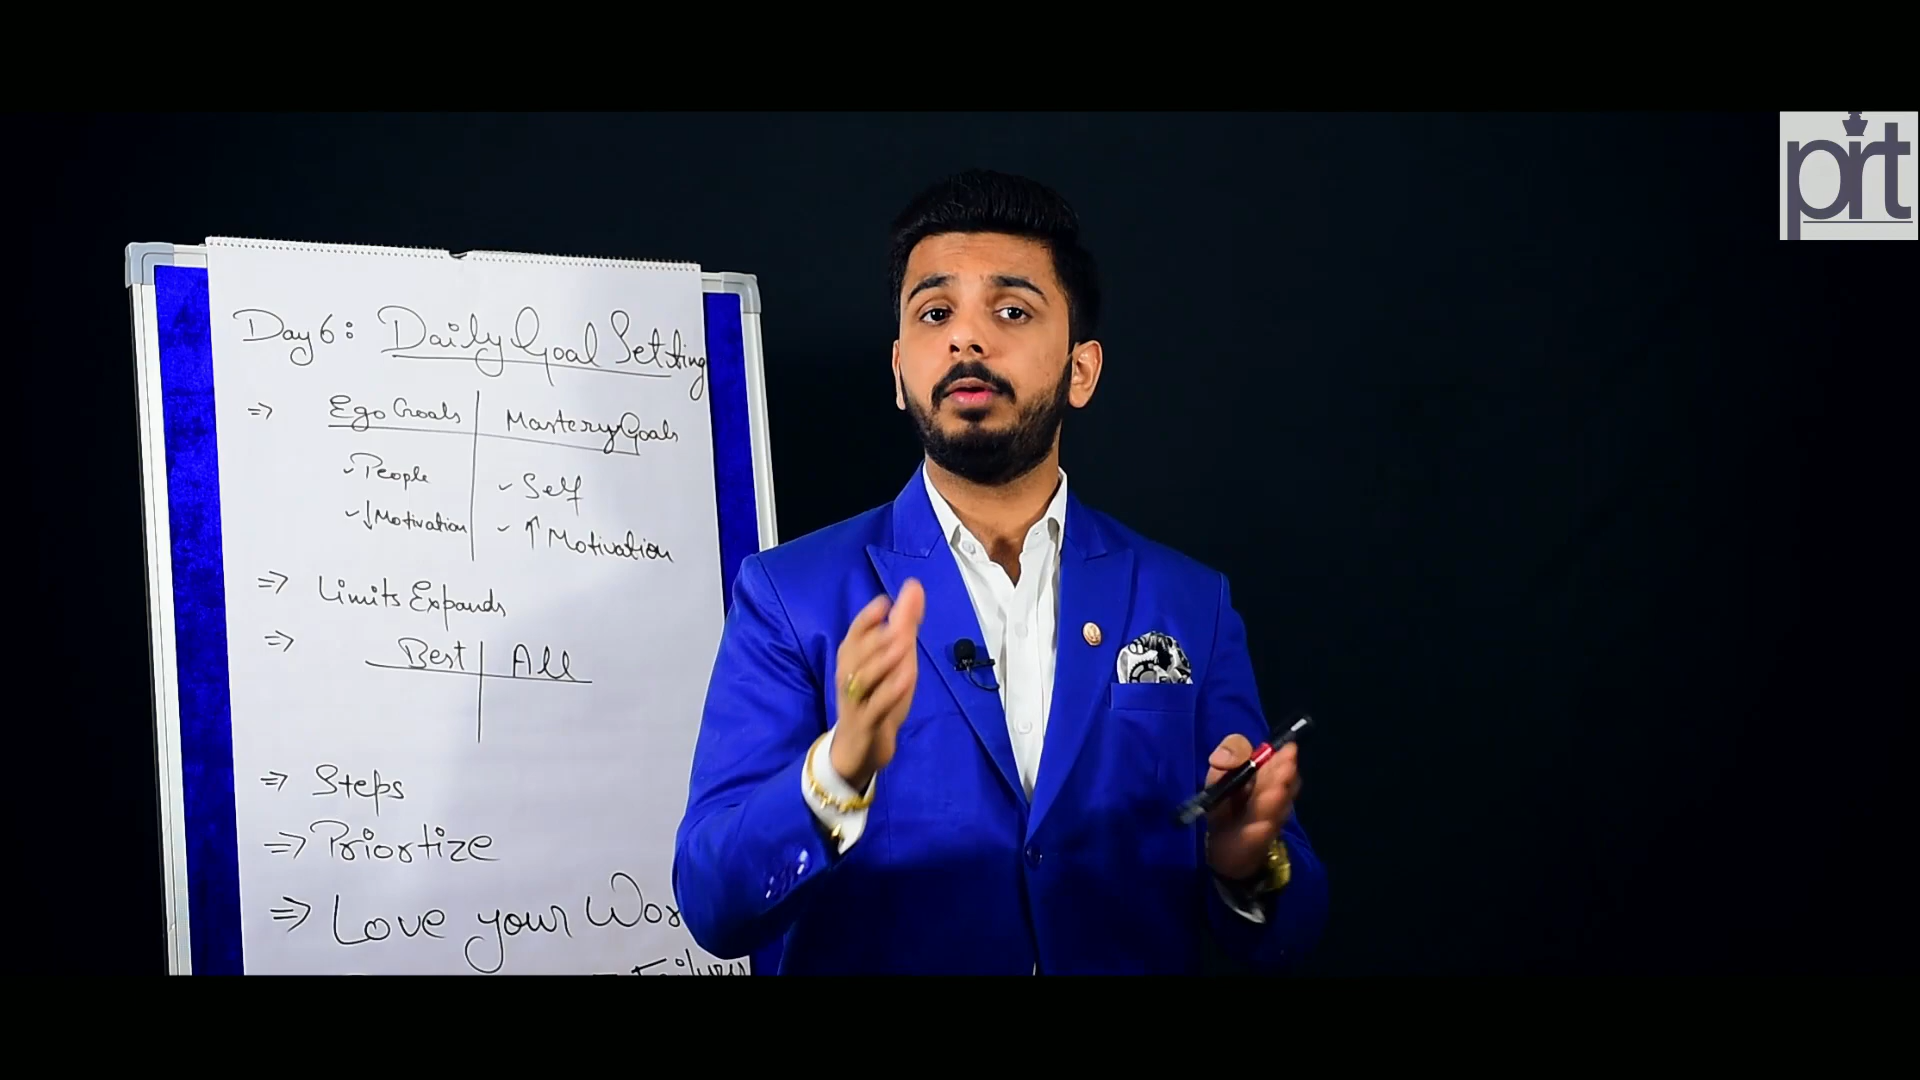 Day 6: Daily Goal Setting
=> Ego Goals | Mastery Goals
✓ People ✓ Self
✓ ↓ Motivation ✓ ↑ Motivation
=> Limits Expands
=> Best | All
=> Steps
=> Priortize
=> Love your Wor
prt